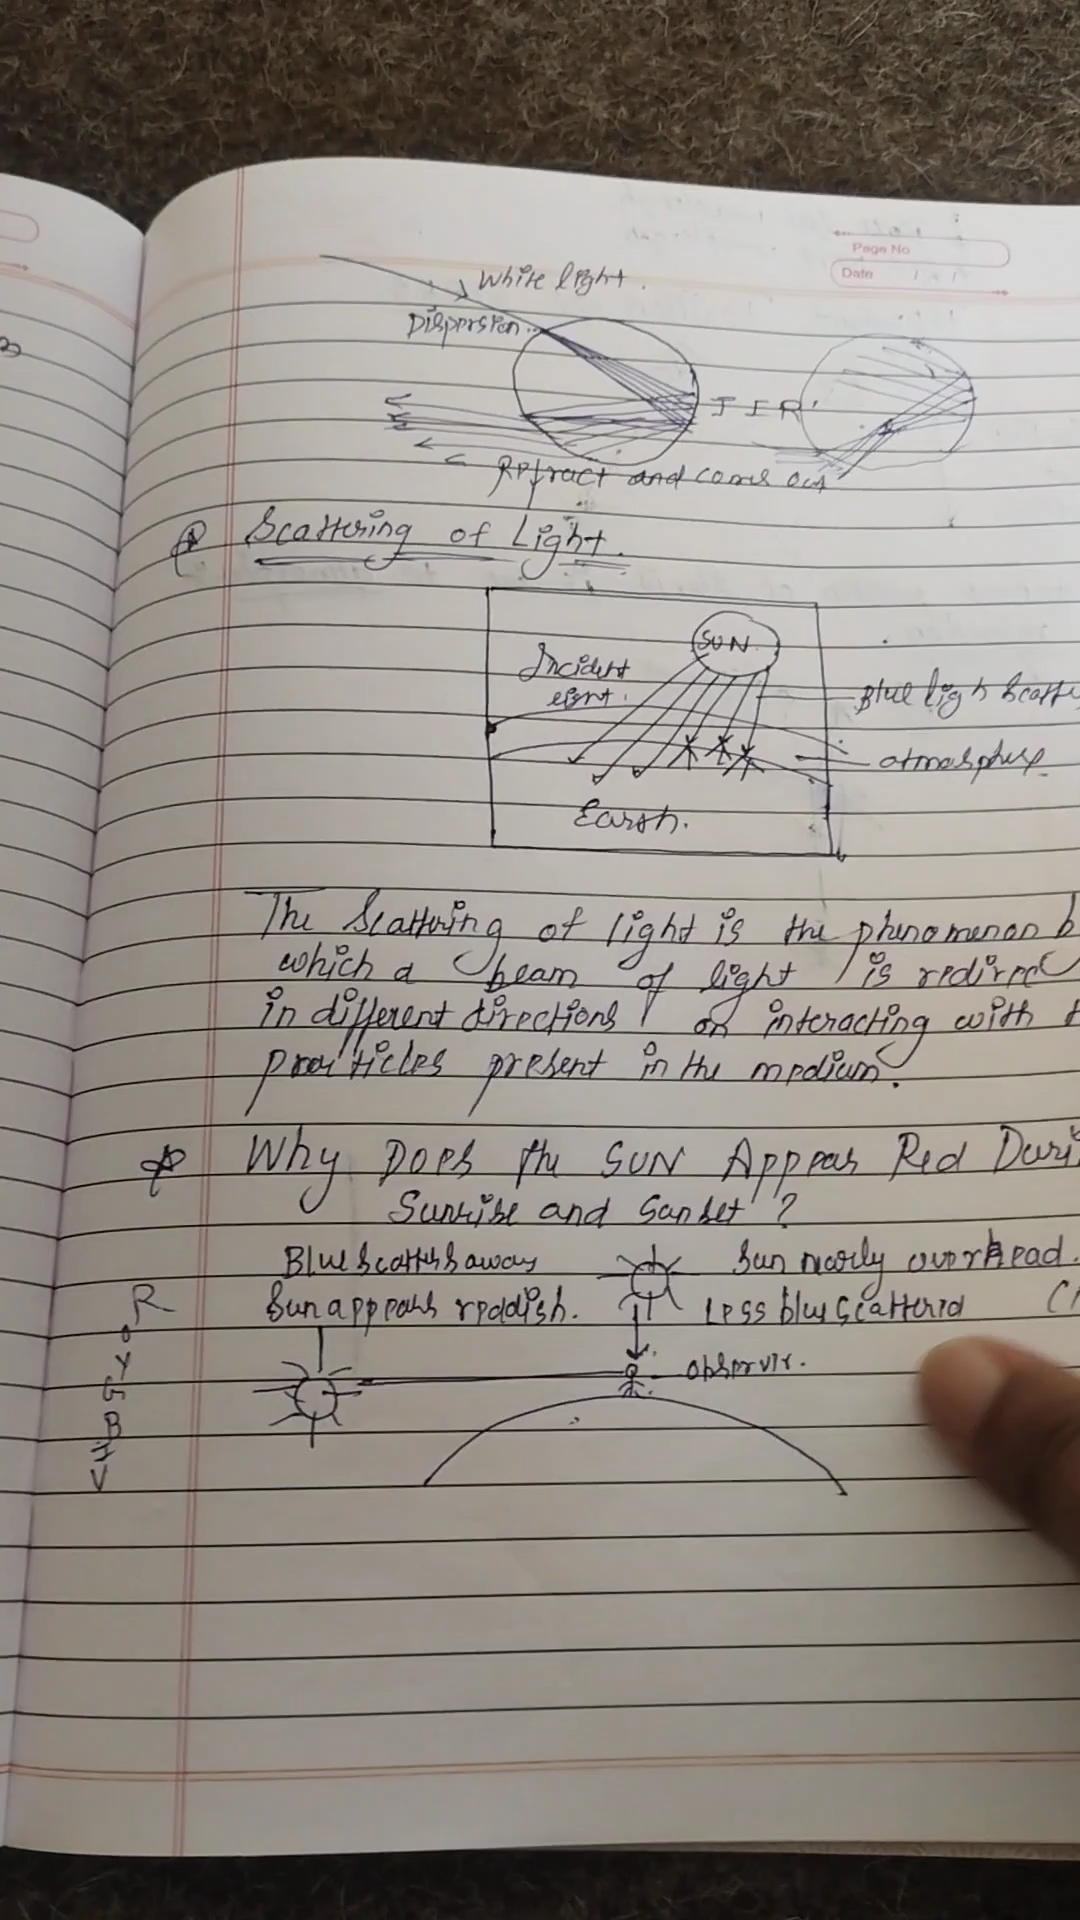 Page No
Date
White light.
Dispersion
T I R
Refract and comes out
Scattering of Light.
SUN
Incident
light.
Blue ligh Scatte
atmosphere
Earth.
The Scattering of light is the phenomenon b
which a beam of light is redirec
in different directions on interacting with t
particles present in the medium.
Why Does the SUN Appear Red Duri
Sunrise and Sunset ?
Blue scatters away
Sun nearly overhead.
R
Sun appears reddish.
Less blue scattered
O
Y
observer.
G
B
I
V